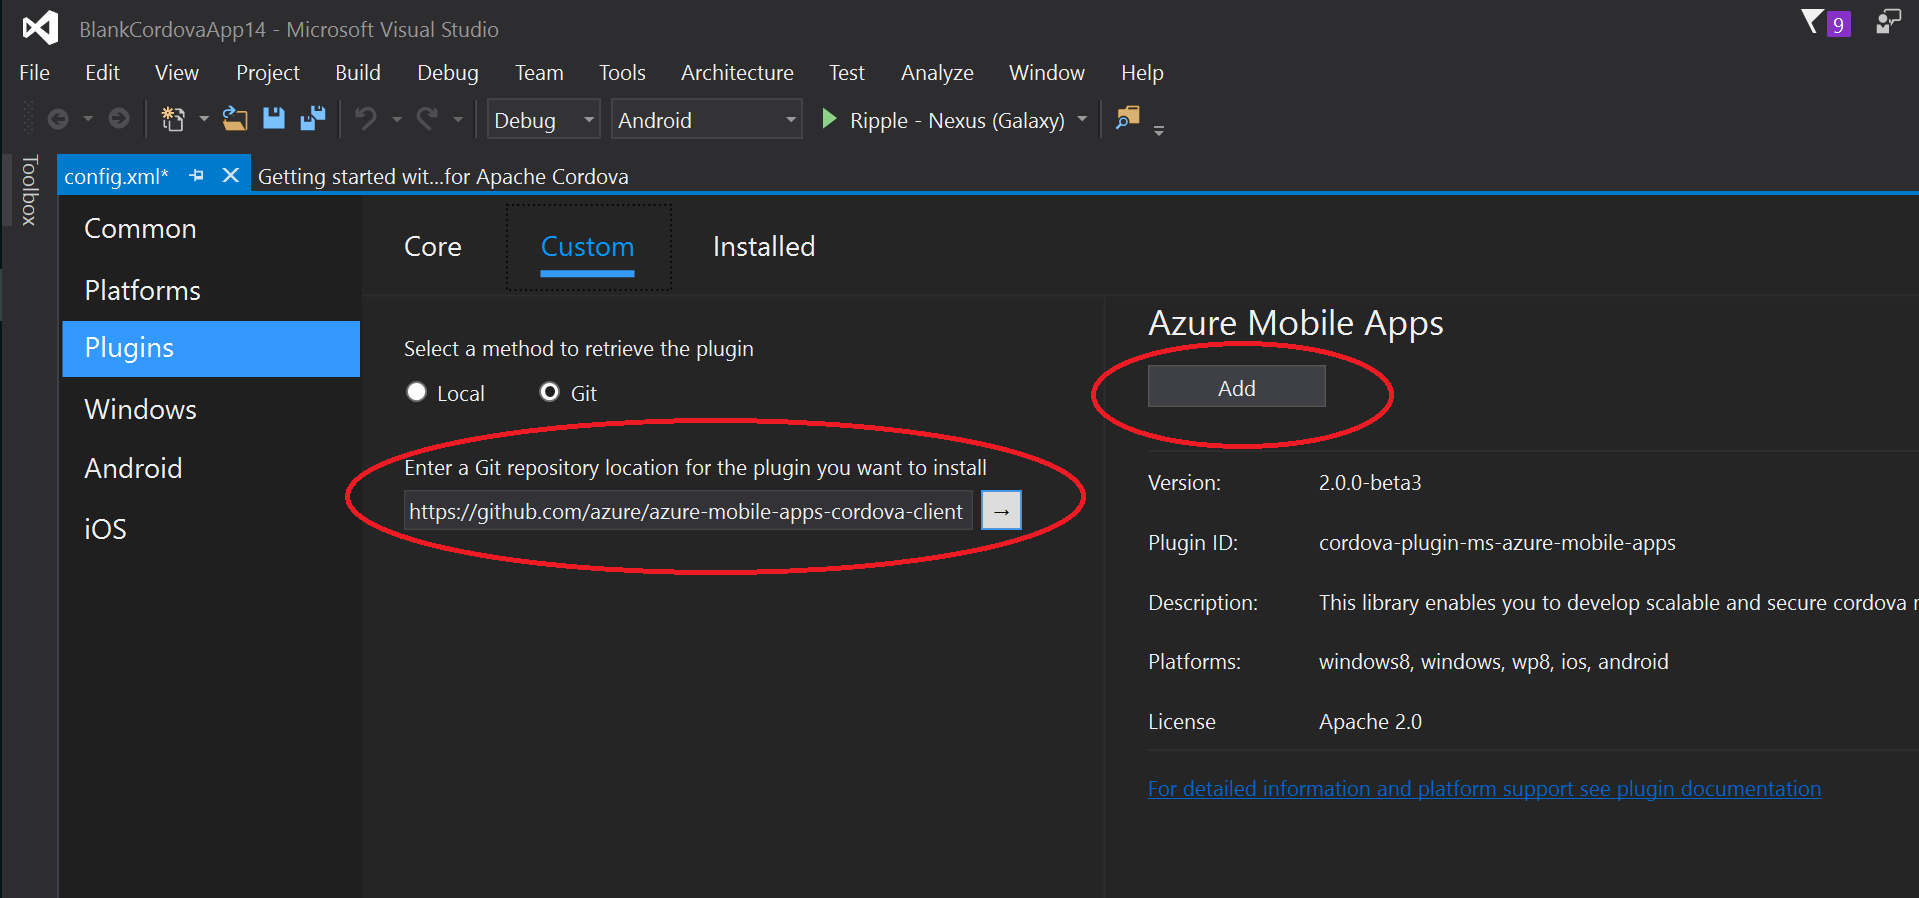 BlankCordovaApp14 - Microsoft Visual Studio
9
File Edit View Project Build Debug Team Tools Architecture Test Analyze Window Help
Debug Android Ripple - Nexus (Galaxy)
Toolbox
config.xml* Getting started wit...for Apache Cordova
Common
Platforms
Plugins
Windows
Android
iOS
Core Custom Installed
Select a method to retrieve the plugin
Local Git
Enter a Git repository location for the plugin you want to install
https://github.com/azure/azure-mobile-apps-cordova-client →
Azure Mobile Apps
Add
Version: 2.0.0-beta3
Plugin ID: cordova-plugin-ms-azure-mobile-apps
Description: This library enables you to develop scalable and secure cordova
Platforms: windows8, windows, wp8, ios, android
License Apache 2.0
For detailed information and platform support see plugin documentation